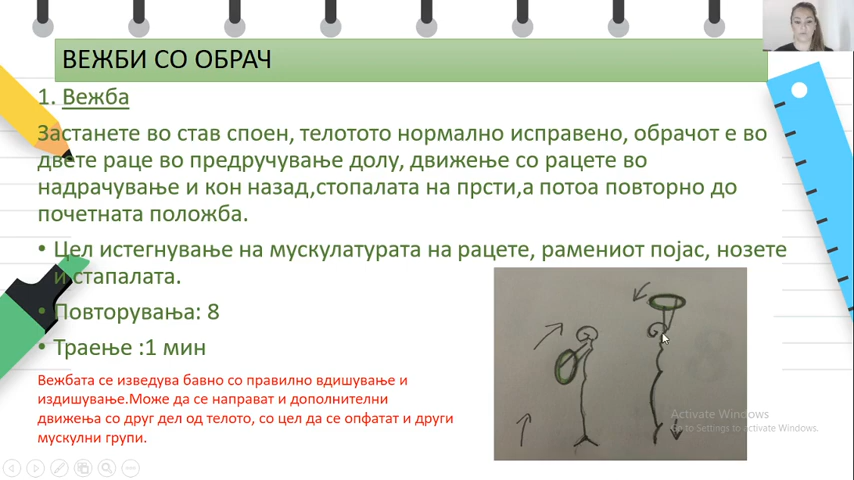 ВЕЖБИ СО ОБРАЧ
1. Вежба
Застанете во став споен, телотото нормално исправено, обрачот е во
двете раце во предручување долу, движење со рацете во
надрачување и кон назад,стопалата на прсти,а потоа повторно до
почетната положба.
• Цел истегнување на мускулатурата на рацете, рамениот појас, нозете
и стапалата.
• Повторувања: 8
• Траење :1 мин
Вежбата се изведува бавно со правилно вдишување и
издишување.Може да се направат и дополнителни
движења со друг дел од телото, со цел да се опфатат и други
мускулни групи.
Activate Windows
Go to Settings to activate Windows.